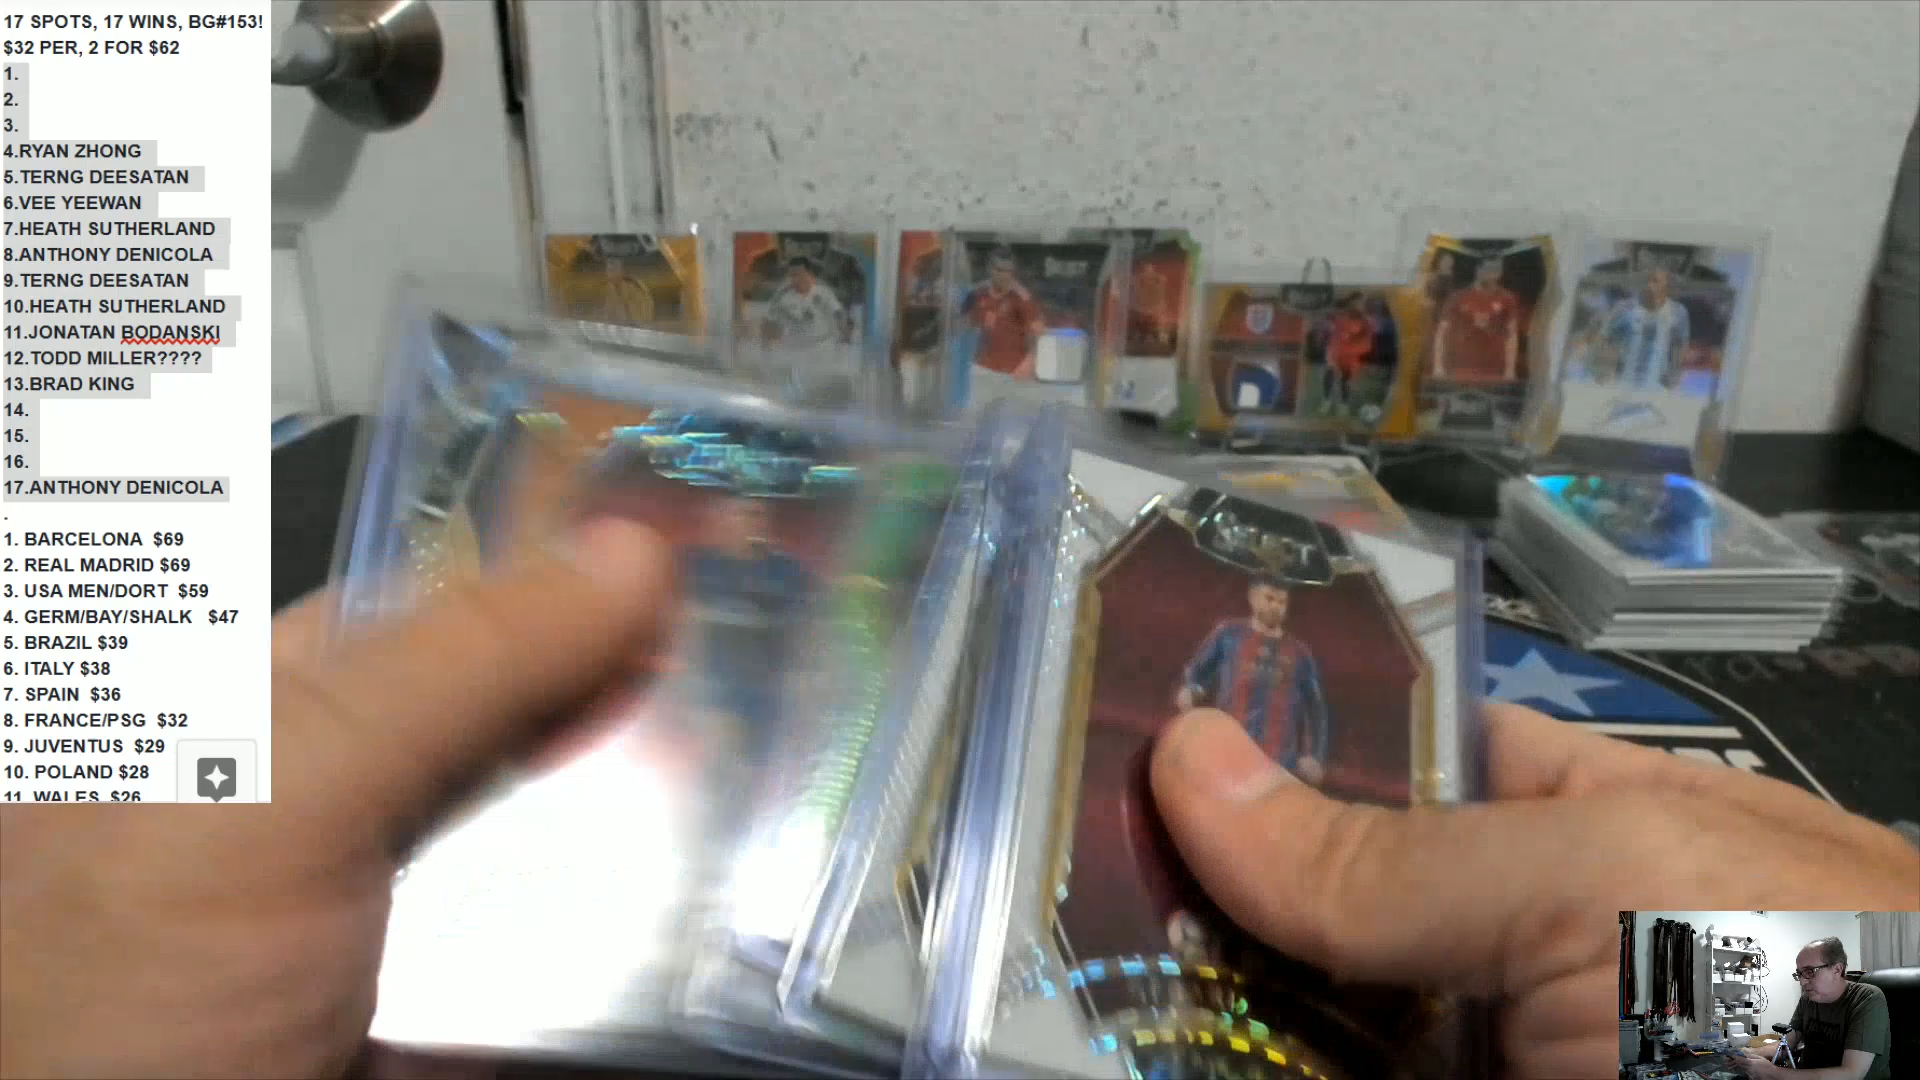 17 SPOTS, 17 WINS, BG#153!
$32 PER, 2 FOR $62
1.
2.
3.
4.RYAN ZHONG
5.TERNG DEESATAN
6.VEE YEEWAN
7.HEATH SUTHERLAND
8.ANTHONY DENICOLA
9.TERNG DEESATAN
10.HEATH SUTHERLAND
11.JONATAN BODANSKI
12.TODD MILLER????
13.BRAD KING
14.
15.
16.
17.ANTHONY DENICOLA
.
1. BARCELONA $69
2. REAL MADRID $69
3. USA MEN/DORT $59
4. GERM/BAY/SHALK $47
5. BRAZIL $39
6. ITALY $38
7. SPAIN $36
8. FRANCE/PSG $32
9. JUVENTUS $29
10. POLAND $28
11. WALES $26